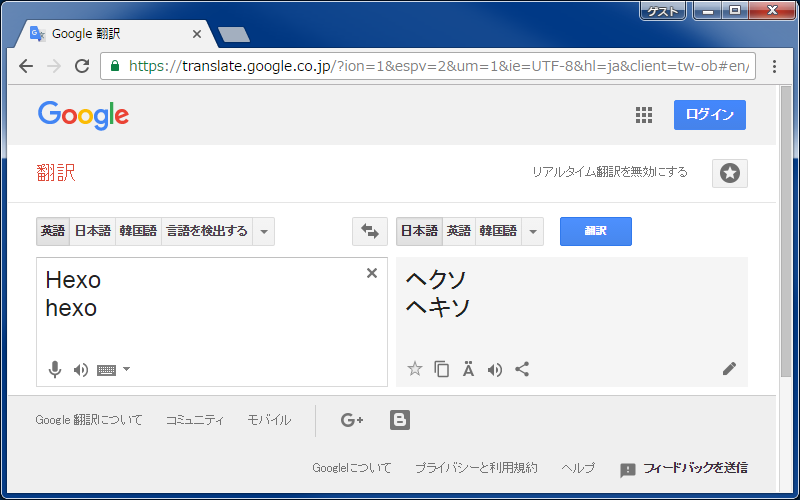 ゲスト
Google 翻訳
https://translate.google.co.jp/?ion=1&espv=2&um=1&ie=UTF-8&hl=ja&client=tw-ob#en/
Google
ログイン
翻訳
リアルタイム翻訳を無効にする
英語 日本語 韓国語 言語を検出する
日本語 英語 韓国語
翻訳
Hexo
hexo
ヘクソ
ヘキソ
Ä
Google 翻訳について コミュニティ モバイル G+
Googleについて プライバシーと利用規約 ヘルプ フィードバックを送信